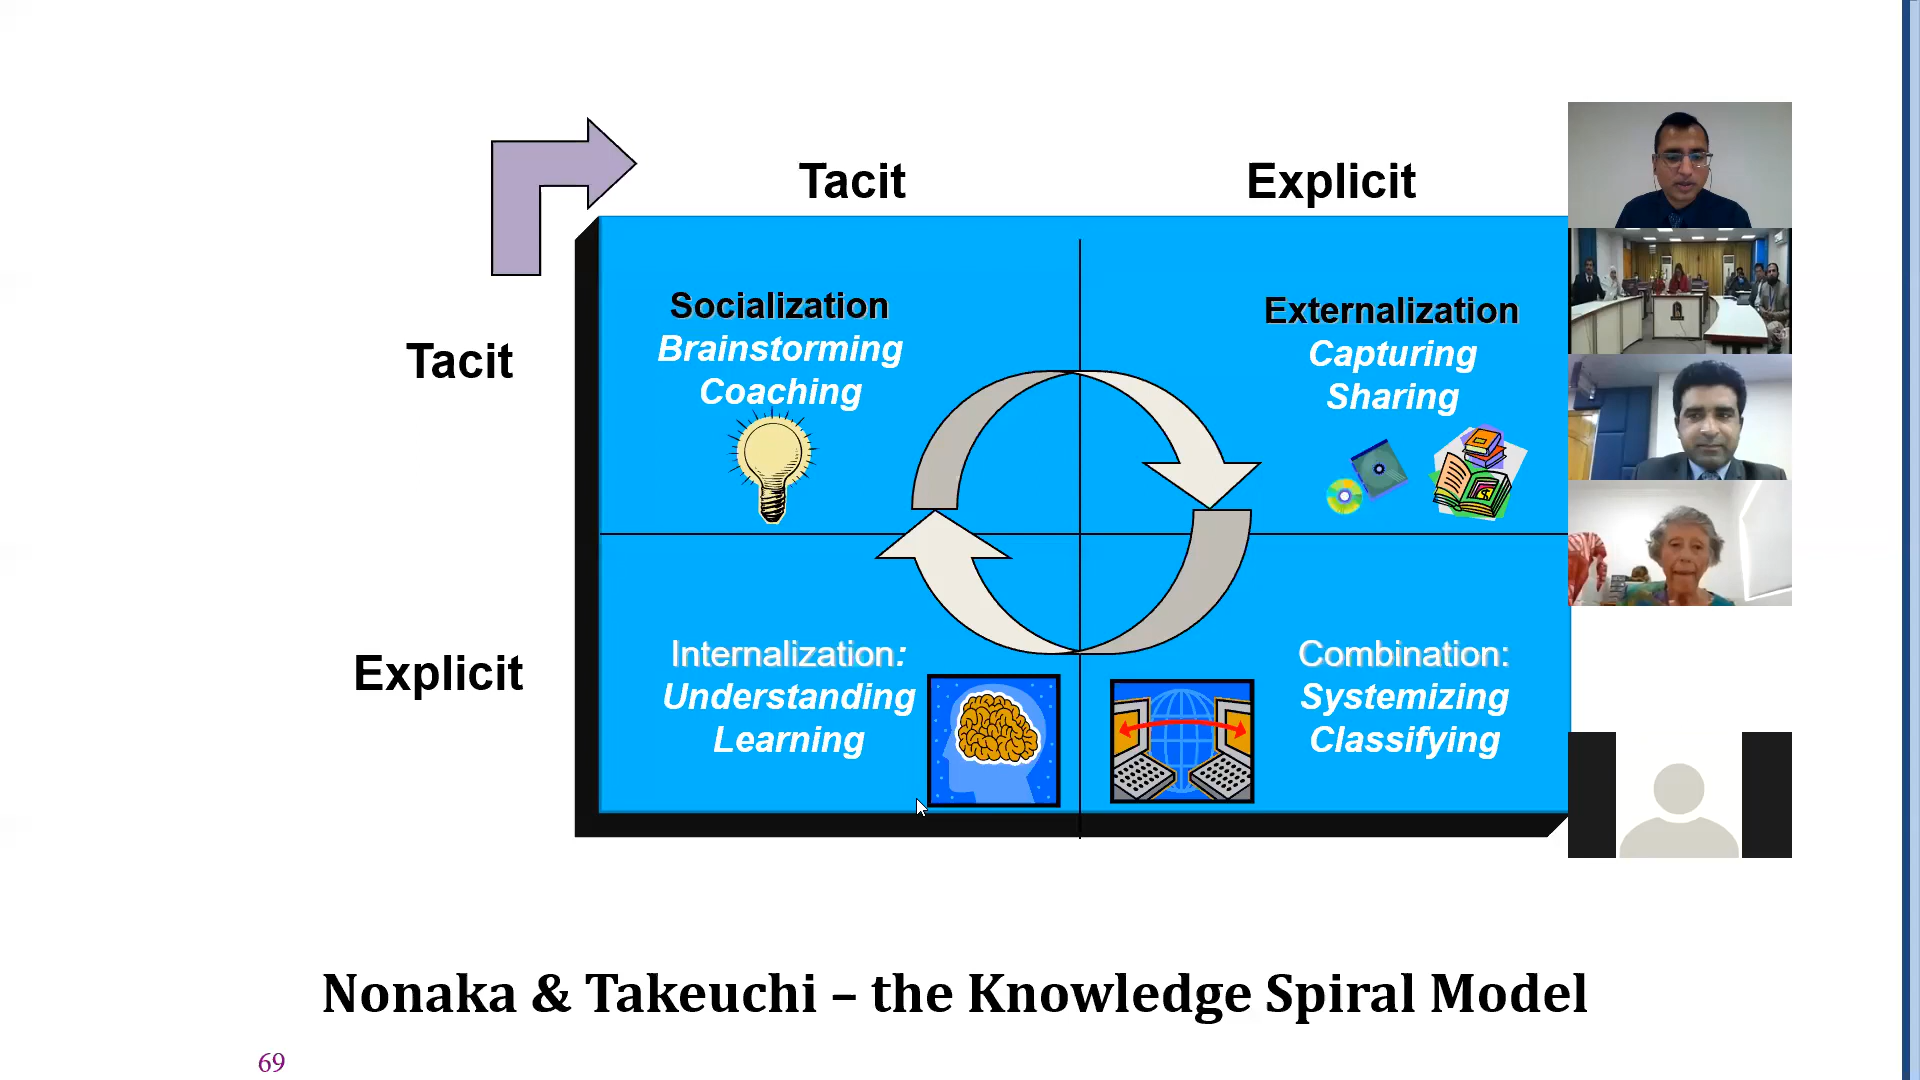 Tacit
Explicit
Tacit
Socialization
Brainstorming
Coaching
Externalization
Capturing
Sharing
Explicit
Internalization:
Understanding
Learning
Combination:
Systemizing
Classifying
Nonaka & Takeuchi – the Knowledge Spiral Model
69